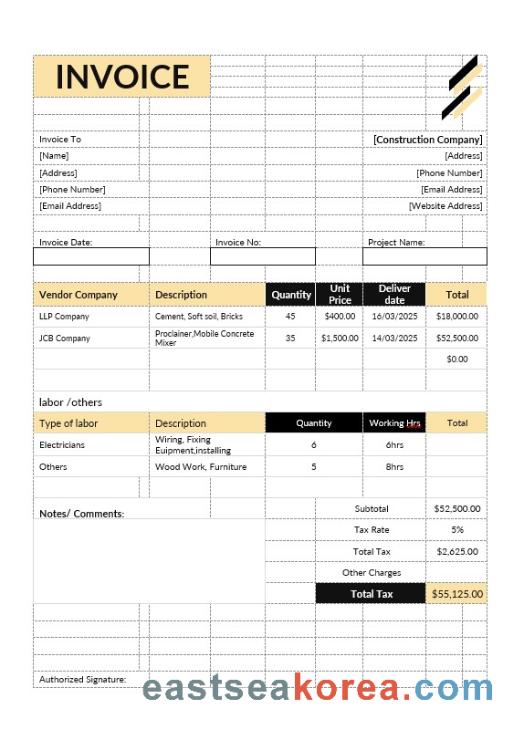 INVOICE
Invoice To
[Construction Company]
[Name]
[Address]
[Address]
[Phone Number]
[Phone Number]
[Email Address]
[Email Address]
[Website Address]
Invoice Date:
Invoice No:
Project Name:
Vendor Company Description Quantity Unit Price Deliver date Total
LLP Company Cement, Soft soil, Bricks 45 $400.00 16/03/2025 $18,000.00
JCB Company Proclainer,Mobile Concrete Mixer 35 $1,500.00 14/03/2025 $52,500.00
$0.00
labor /others
Type of labor Description Quantity Working Hrs Total
Electricians Wiring, Fixing Euipment,installing 6 6hrs
Others Wood Work, Furniture 5 8hrs
Notes/ Comments:
Subtotal $52,500.00
Tax Rate 5%
Total Tax $2,625.00
Other Charges
Total Tax $55,125.00
Authorized Signature:
eastseakorea.com